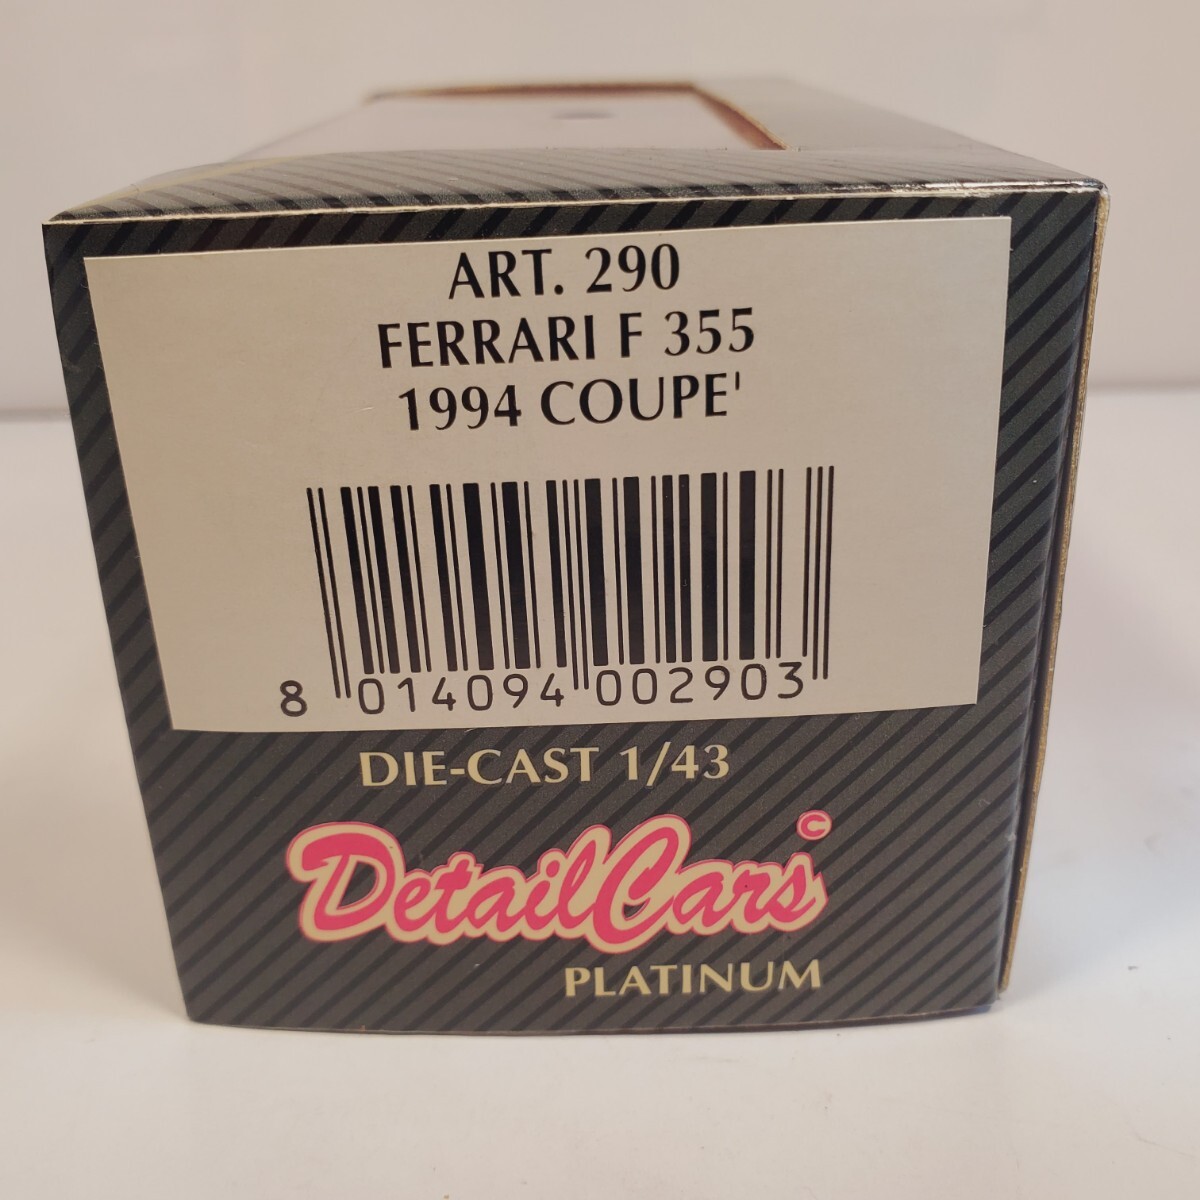 ART. 290
FERRARI F 355
1994 COUPE'
8 014094 002903
DIE-CAST 1/43
DetailCars©
PLATINUM